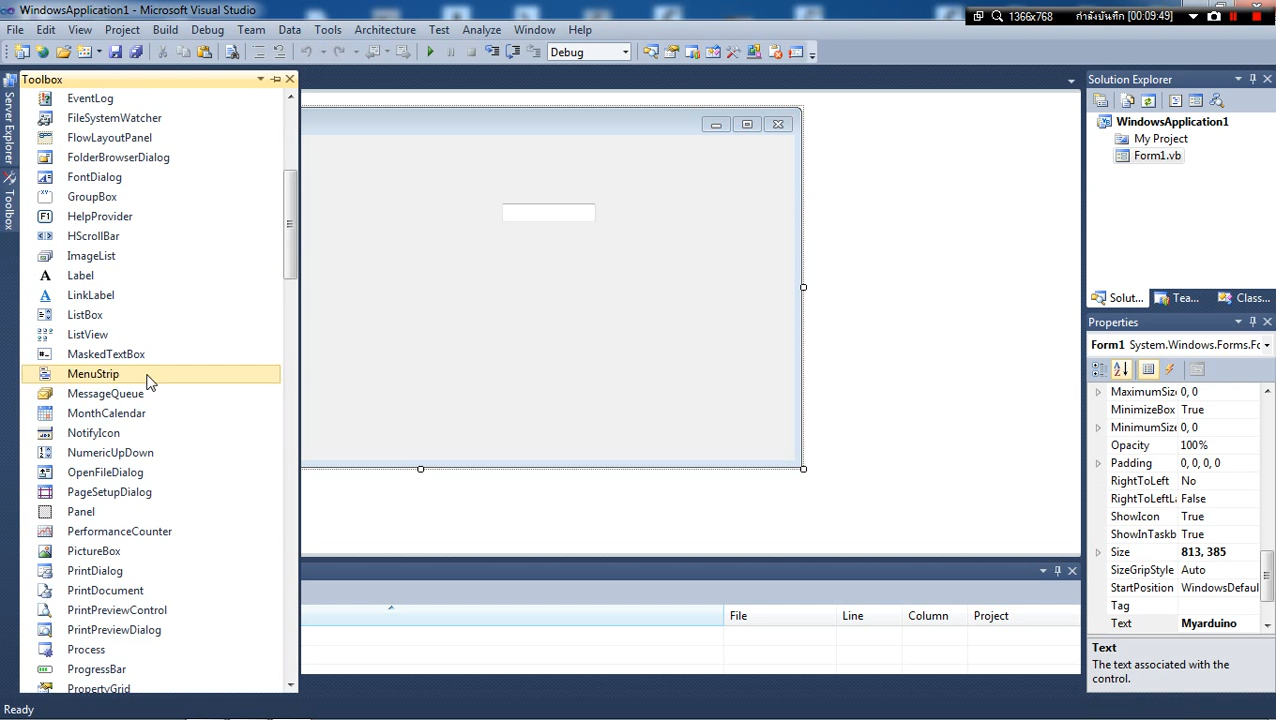 WindowsApplication1 - Microsoft Visual Studio
1366x768
กำลังบันทึก [00:09:49]
File Edit View Project Build Debug Team Data Tools Architecture Test Analyze Window Help
Debug
Toolbox
Server Explorer
Toolbox
EventLog
FileSystemWatcher
FlowLayoutPanel
FolderBrowserDialog
FontDialog
GroupBox
HelpProvider
HScrollBar
ImageList
Label
LinkLabel
ListBox
ListView
MaskedTextBox
MenuStrip
MessageQueue
MonthCalendar
NotifyIcon
NumericUpDown
OpenFileDialog
PageSetupDialog
Panel
PerformanceCounter
PictureBox
PrintDialog
PrintDocument
PrintPreviewControl
PrintPreviewDialog
Process
ProgressBar
PropertyGrid
File Line Column Project
Solution Explorer
WindowsApplication1
My Project
Form1.vb
Solut... Tea... Class...
Properties
Form1 System.Windows.Forms.Fo
MaximumSiz 0, 0
MinimizeBox True
MinimumSiz 0, 0
Opacity 100%
Padding 0, 0, 0, 0
RightToLeft No
RightToLeftLa False
ShowIcon True
ShowInTaskb True
Size 813, 385
SizeGripStyle Auto
StartPosition WindowsDefaul
Tag
Text Myarduino
Text
The text associated with the
control.
Ready